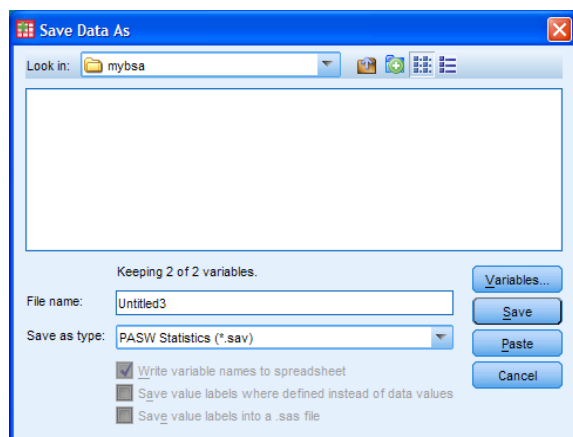 Save Data As
Look in: mybsa
Keeping 2 of 2 variables.
Variables...
File name: Untitled3
Save
Save as type: PASW Statistics (*.sav)
Paste
Write variable names to spreadsheet
Cancel
Save value labels where defined instead of data values
Save value labels into a .sas file